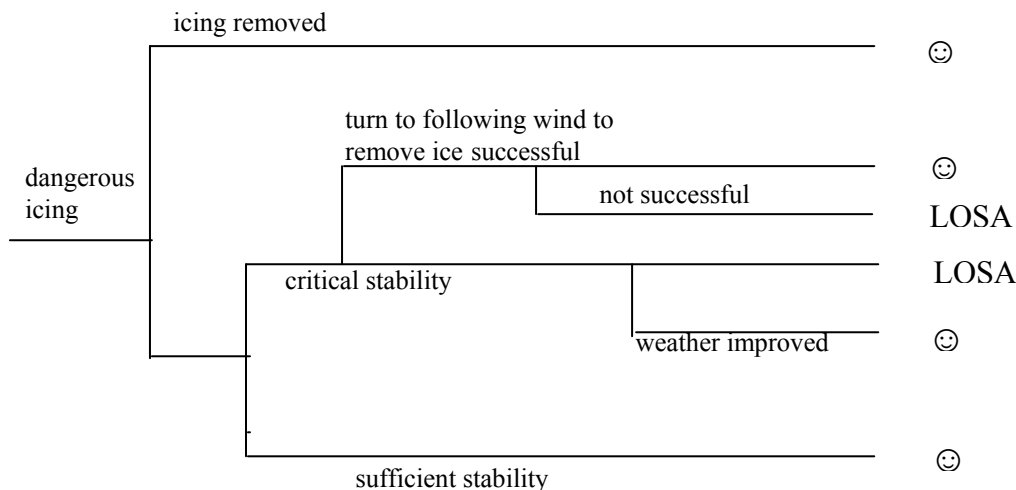 icing removed
☺
turn to following wind to
remove ice successful
☺
dangerous
icing
not successful
LOSA
critical stability
LOSA
weather improved
☺
sufficient stability
☺